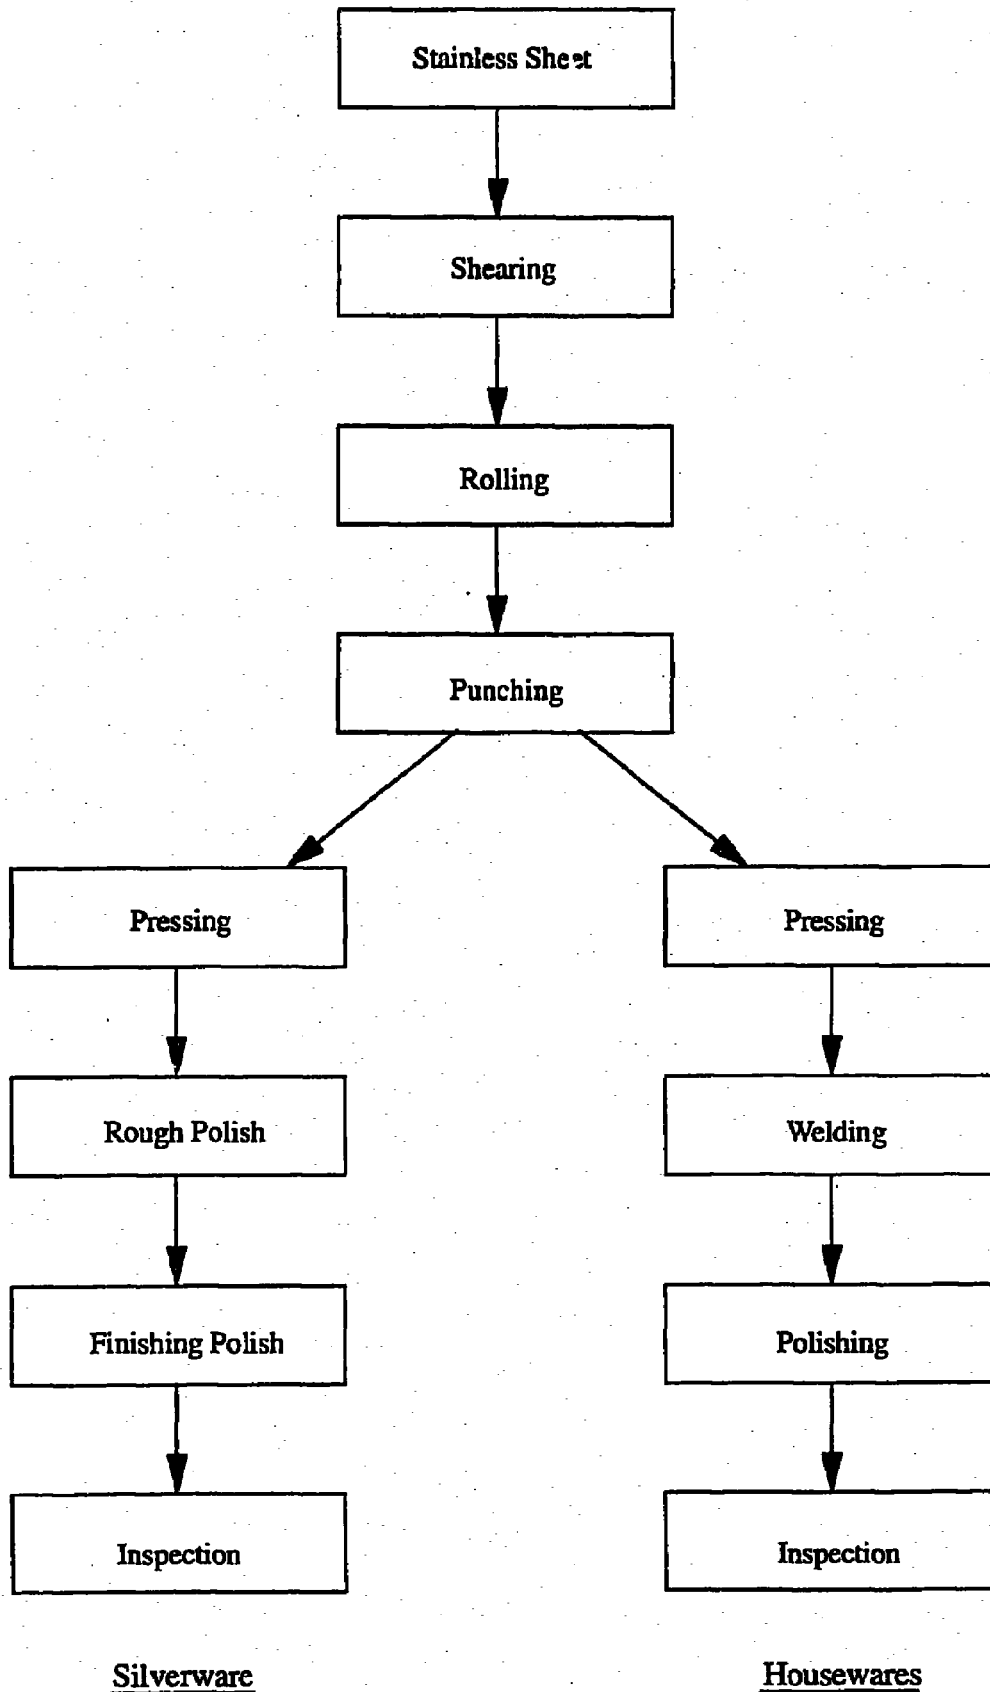 Stainless Sheet
Shearing
Rolling
Punching
Pressing
Rough Polish
Finishing Polish
Inspection
Silverware
Pressing
Welding
Polishing
Inspection
Housewares